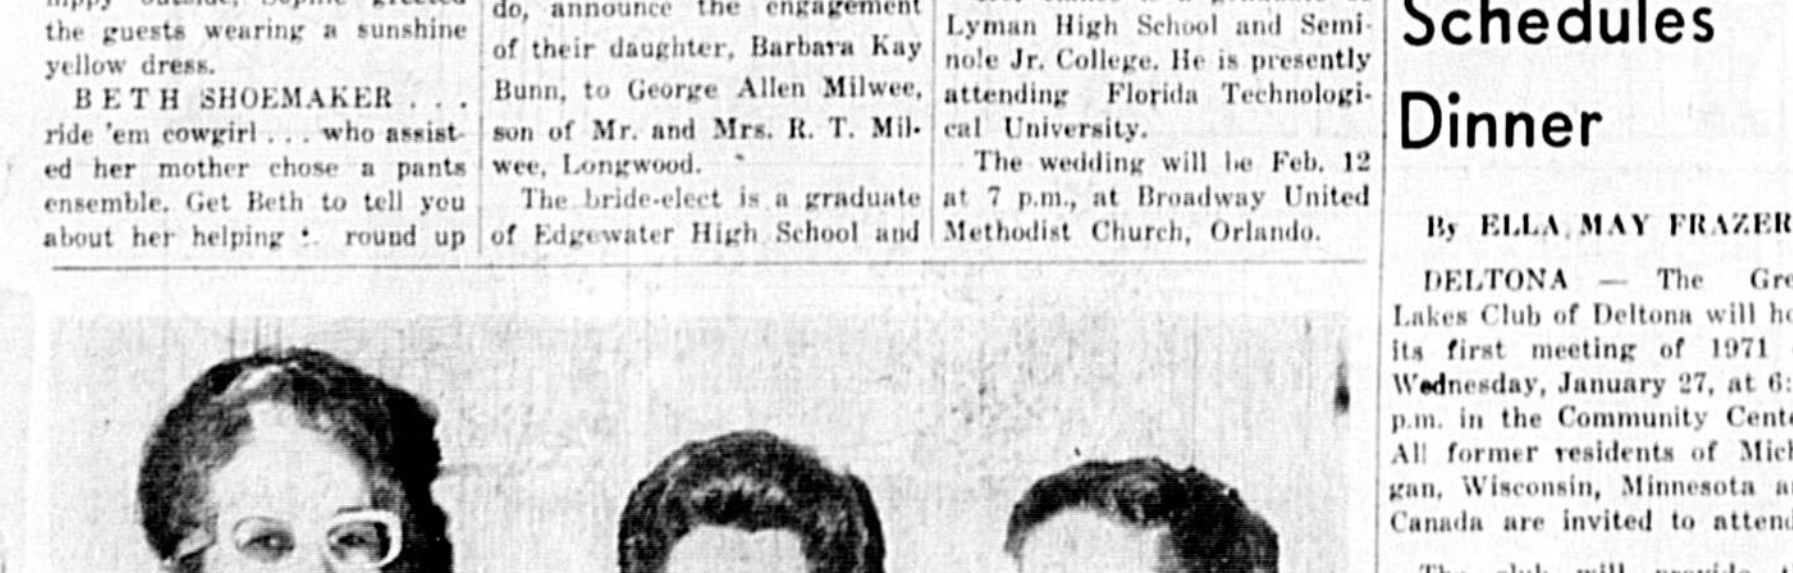 the guests wearing a sunshine
yellow dress.
BETH SHOEMAKER . . .
ride 'em cowgirl . . . who assist-
ed her mother chose a pants
ensemble. Get Beth to tell you
about her helping round up
do, announce the engagement
of their daughter, Barbara Kay
Bunn, to George Allen Milwee,
son of Mr. and Mrs. R. T. Mil-
wee, Longwood.
The bride-elect is a graduate
of Edgewater High School and
Lyman High School and Semi-
nole Jr. College. He is presently
attending Florida Technologi-
cal University.
The wedding will be Feb. 12
at 7 p.m., at Broadway United
Methodist Church, Orlando.
Schedules
Dinner
By ELLA MAY FRAZER
DELTONA — The Gre
Lakes Club of Deltona will ho
its first meeting of 1971
Wednesday, January 27, at 6:
p.m. in the Community Cent
All former residents of Mich
gan, Wisconsin, Minnesota a
Canada are invited to attend